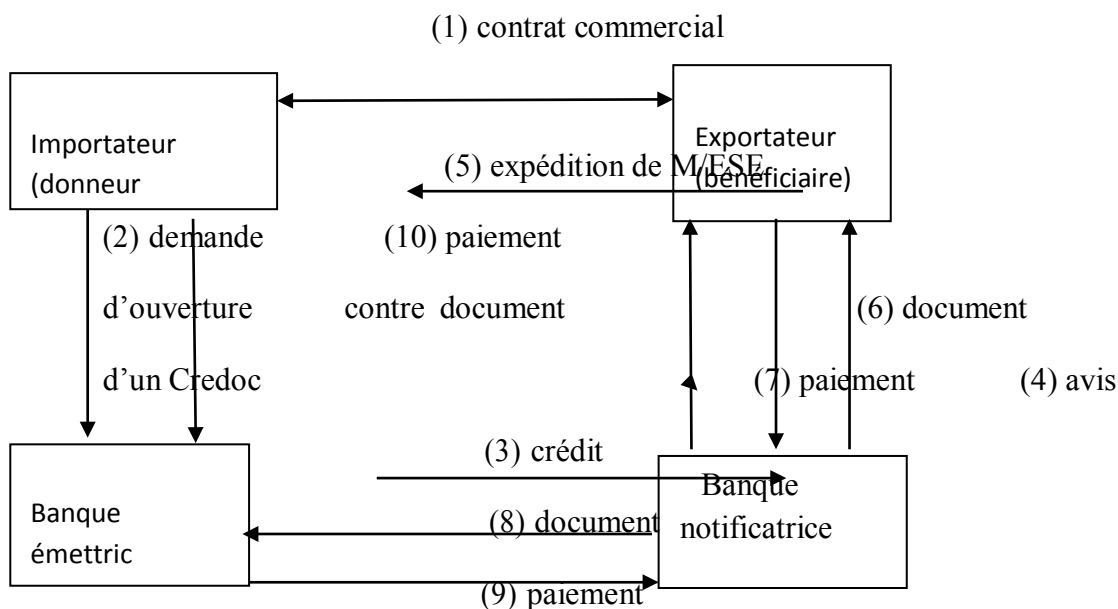 (1) contrat commercial
Importateur
(donneur
Exportateur
(bénéficiaire)
(5) expédition de M/ESE
(2) demande
(10) paiement
d’ouverture
contre document
(6) document
d’un Credoc
(7) paiement
(4) avis
(3) crédit
Banque
émettric
(8) document
Banque
notificatrice
(9) paiement